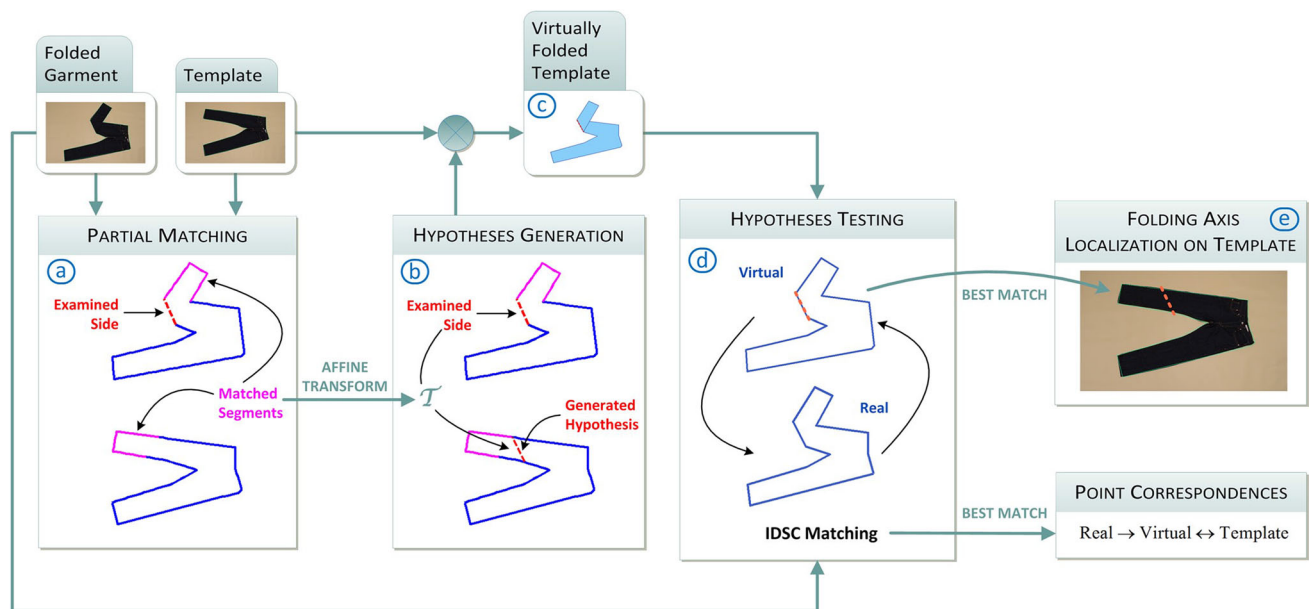 Folded
Garment
Template
Virtually
Folded
Template
c
PARTIAL MATCHING
a
Examined
Side
Matched
Segments
AFFINE
TRANSFORM
HYPOTHESES GENERATION
b
Examined
Side
𝒯
Generated
Hypothesis
HYPOTHESES TESTING
d
Virtual
Real
IDSC Matching
BEST MATCH
BEST MATCH
FOLDING AXIS
LOCALIZATION ON TEMPLATE
e
POINT CORRESPONDENCES
Real → Virtual ↔ Template